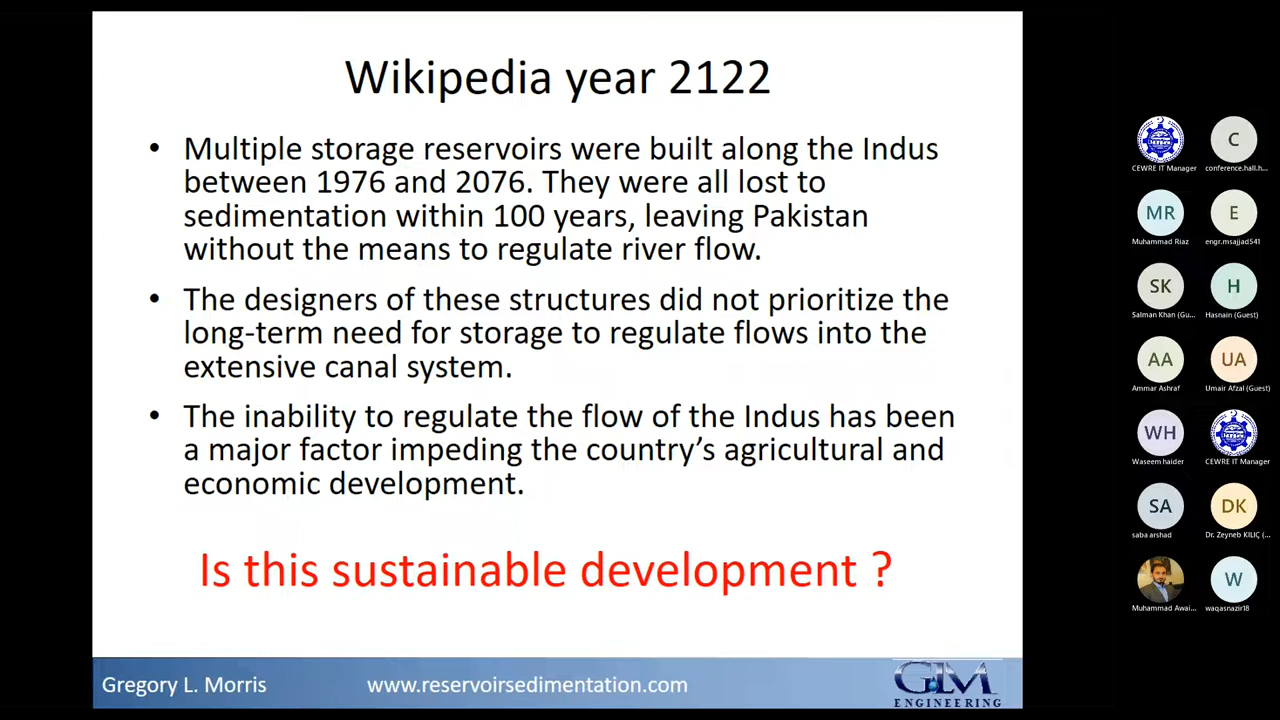 Wikipedia year 2122
• Multiple storage reservoirs were built along the Indus
between 1976 and 2076. They were all lost to
sedimentation within 100 years, leaving Pakistan
without the means to regulate river flow.
• The designers of these structures did not prioritize the
long-term need for storage to regulate flows into the
extensive canal system.
• The inability to regulate the flow of the Indus has been
a major factor impeding the country's agricultural and
economic development.
Is this sustainable development ?
Gregory L. Morris
www.reservoirsedimentation.com
GLM
ENGINEERING
C
CEWRE IT Manager
conference.hall.h...
MR
E
Muhammad Riaz
engr.msajjad541
SK
H
Salman Khan (Gu...
Hasnain (Guest)
AA
UA
Ammar Ashraf
Umair Afzal (Guest)
WH
Waseem haider
CEWRE IT Manager
SA
DK
saba arshad
Dr. Zeyneb KILIÇ (...
W
Muhammad Awai...
waqasnazir18